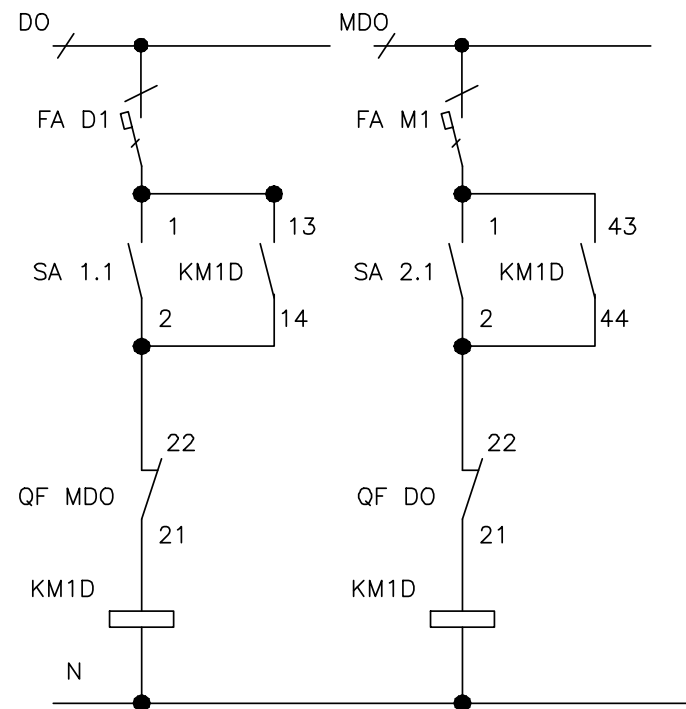 DO MDO
FA D1 FA M1
1 13 1 43
SA 1.1 KM1D SA 2.1 KM1D
2 14 2 44
22 22
QF MDO QF DO
21 21
KM1D KM1D
N